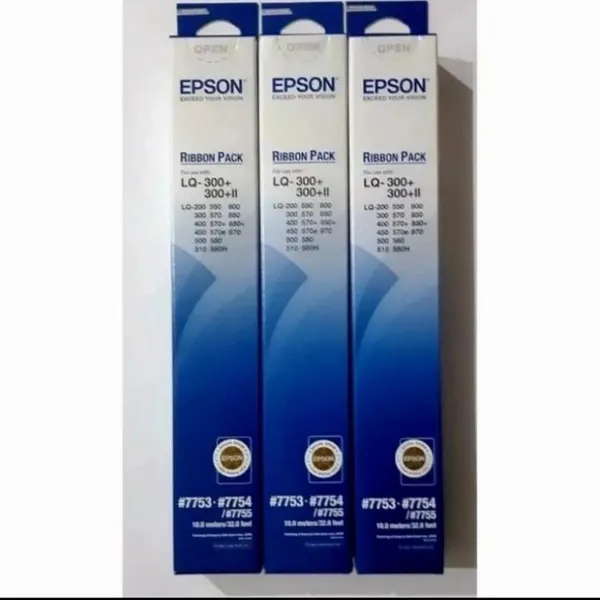 OPEN
EPSON
EXCEED YOUR VISION
RIBBON PACK
For use with
LQ- 300+
300+II
LQ-200 550 800
300 570 850
400 570+ 850+
450 570e 870
500 580
510 580H
EPSON
#7753 · #7754
/#7755
10.0 meters/32.8 feet
OPEN
EPSON
EXCEED YOUR VISION
RIBBON PACK
For use with
LQ- 300+
300+II
LQ-200 550 800
300 570 850
400 570+ 850+
450 570e 870
500 580
510 580H
EPSON
#7753 · #7754
/#7755
10.0 meters/32.8 feet
OPEN
EPSON
EXCEED YOUR VISION
RIBBON PACK
For use with
LQ- 300+
300+II
LQ-200 550 800
300 570 850
400 570+ 850+
450 570e 870
500 580
510 580H
EPSON
#7753 · #7754
/#7755
10.0 meters/32.8 feet